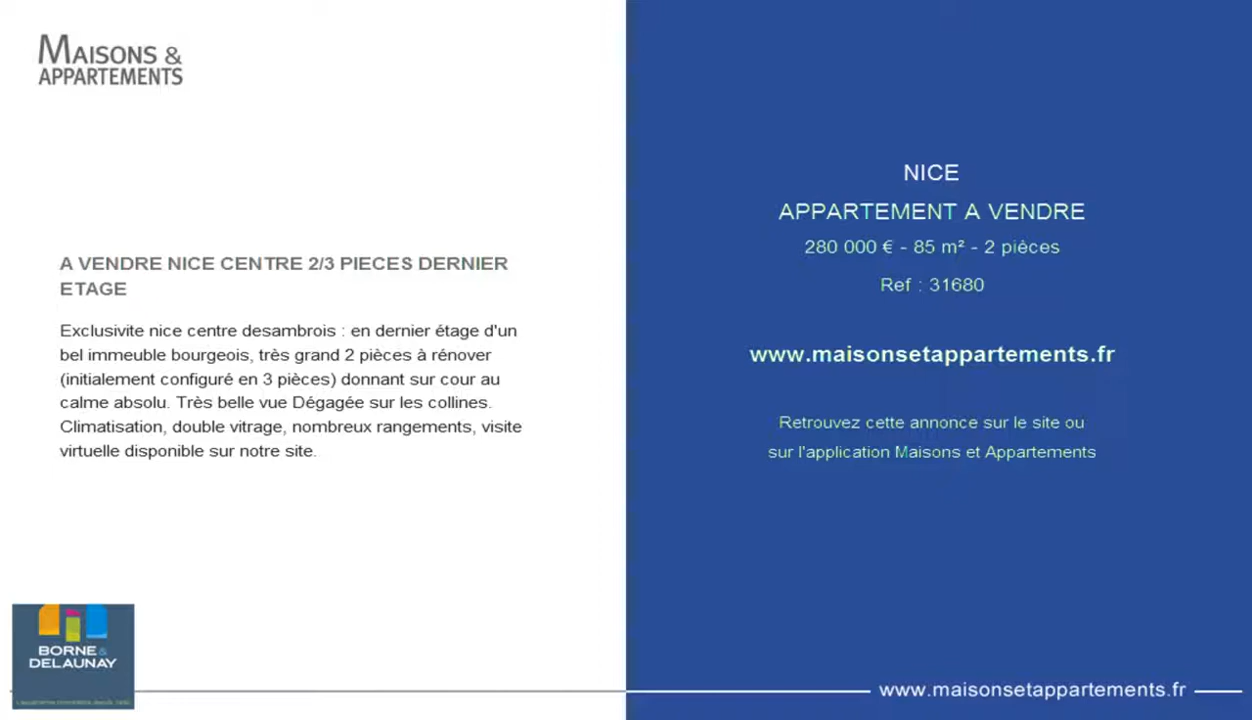 MAISONS &
APPARTEMENTS
A VENDRE NICE CENTRE 2/3 PIECES DERNIER
ETAGE
Exclusivite nice centre desambrois : en dernier étage d'un
bel immeuble bourgeois, très grand 2 pièces à rénover
(initialement configuré en 3 pièces) donnant sur cour au
calme absolu. Très belle vue Dégagée sur les collines.
Climatisation, double vitrage, nombreux rangements, visite
virtuelle disponible sur notre site.
BORNE &
DELAUNAY
NICE
APPARTEMENT A VENDRE
280 000 € - 85 m² - 2 pièces
Ref : 31680
www.maisonsetappartements.fr
Retrouvez cette annonce sur le site ou
sur l'application Maisons et Appartements
www.maisonsetappartements.fr